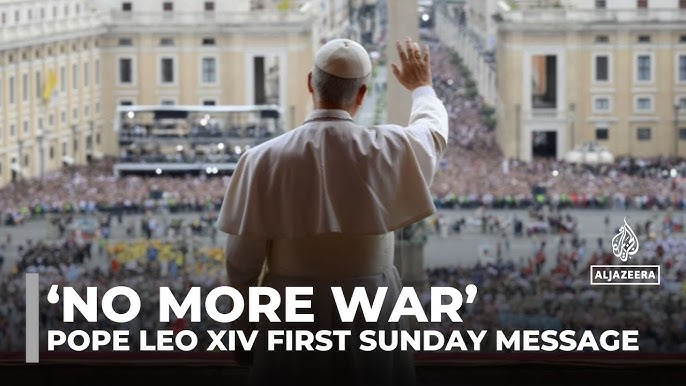 ALJAZEERA
‘NO MORE WAR’
POPE LEO XIV FIRST SUNDAY MESSAGE